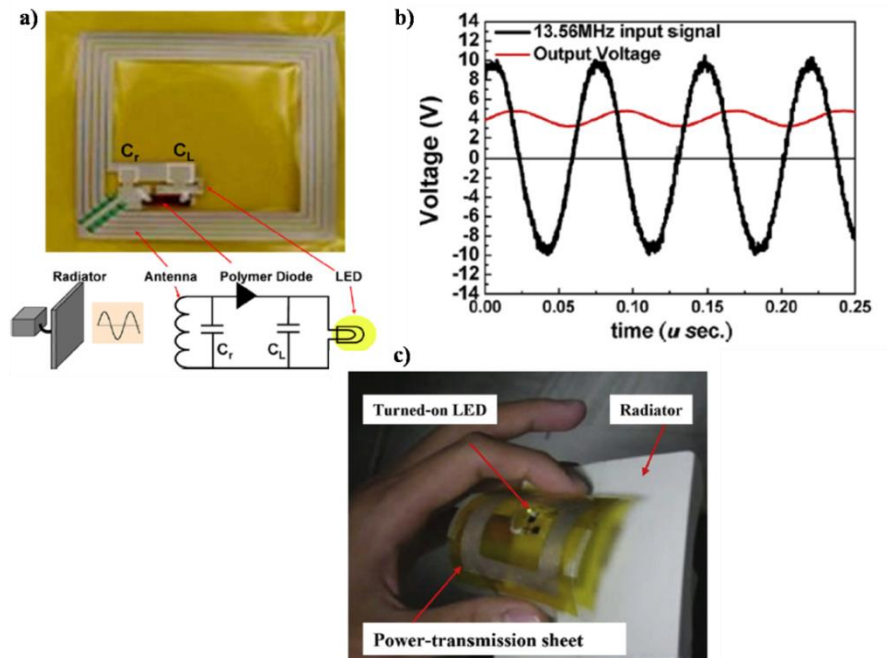 a)
C_r
C_L
Radiator
Antenna
Polymer Diode
LED
C_r
C_L
b)
13.56MHz input signal
Output Voltage
Voltage (V)
14
12
10
8
6
4
2
0
-2
-4
-6
-8
-10
-12
-14
0.00
0.05
0.10
0.15
0.20
0.25
time (u sec.)
c)
Turned-on LED
Radiator
Power-transmission sheet